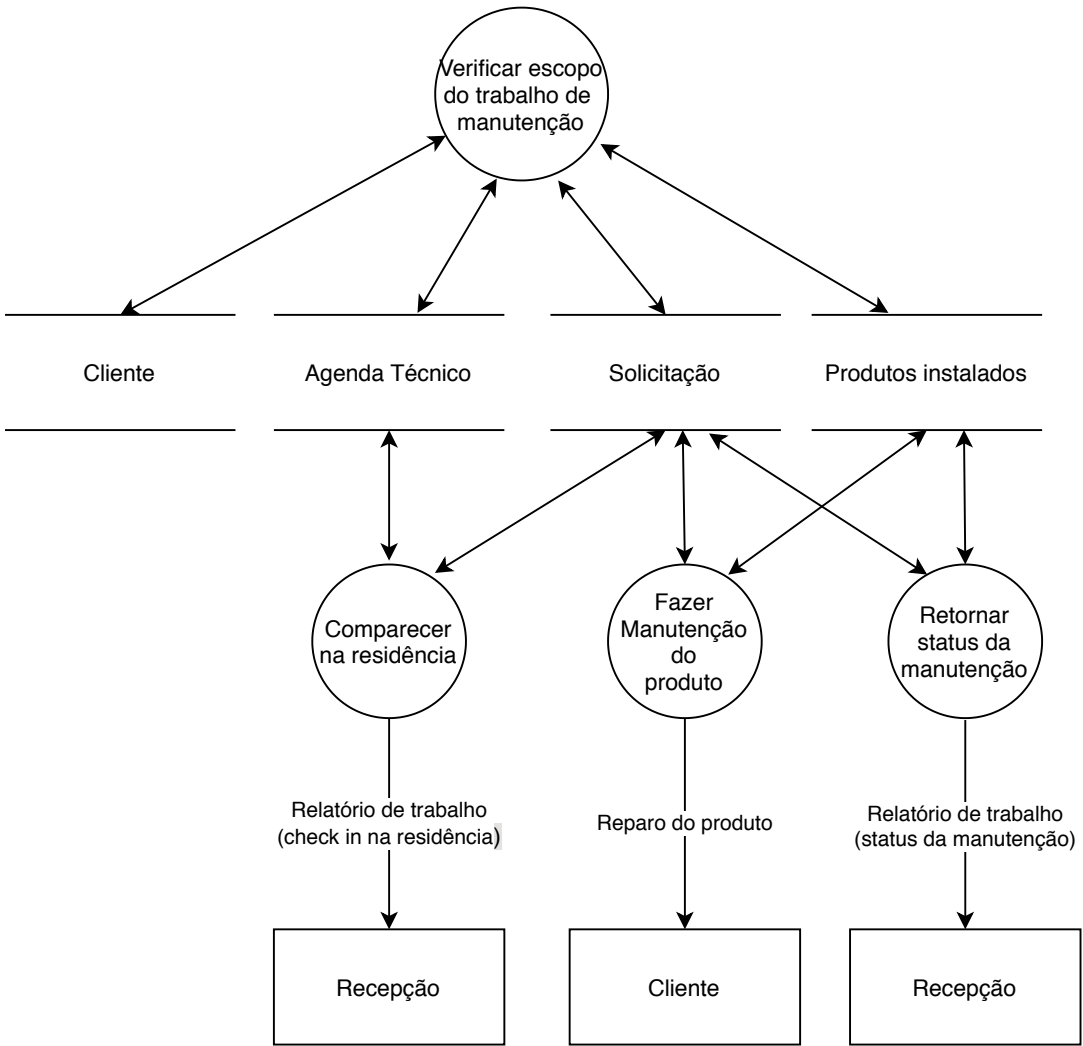 Verificar escopo
do trabalho de
manutenção
Cliente
Agenda Técnico
Solicitação
Produtos instalados
Comparecer
na residência
Fazer
Manutenção
do
produto
Retornar
status da
manutenção
Relatório de trabalho
(check in na residência)
Reparo do produto
Relatório de trabalho
(status da manutenção)
Recepção
Cliente
Recepção